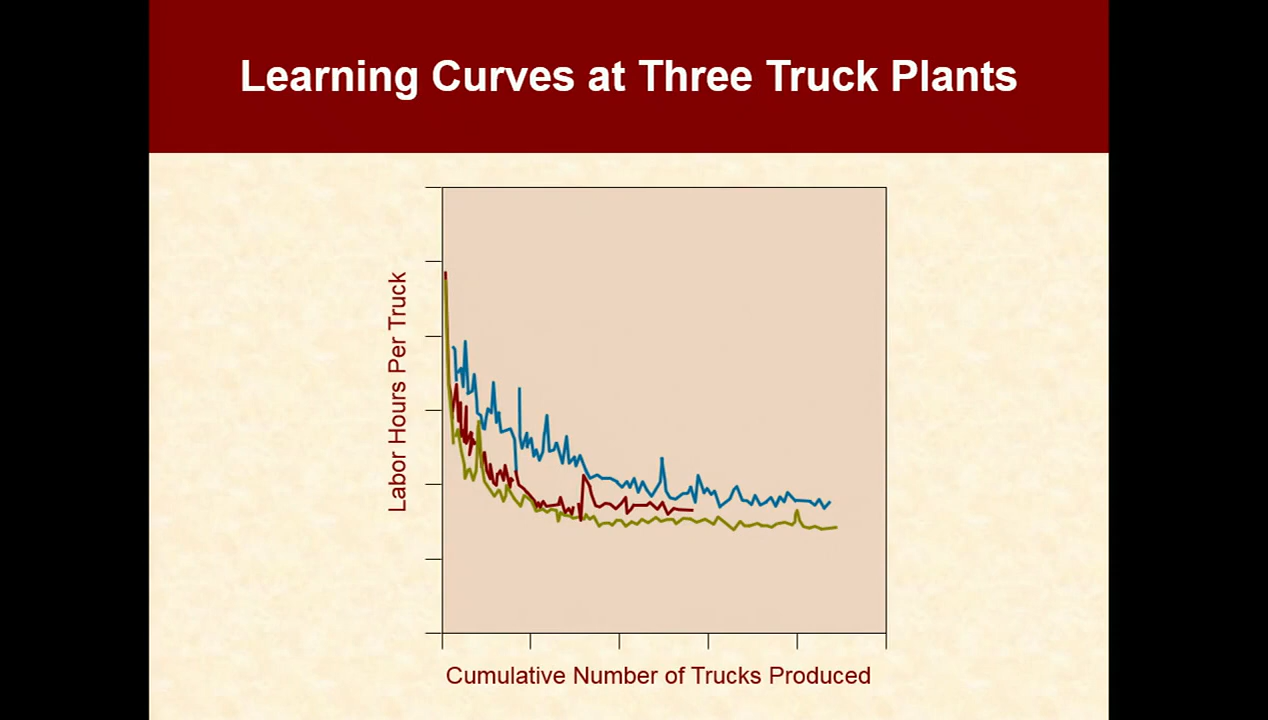 Learning Curves at Three Truck Plants
Labor Hours Per Truck
Cumulative Number of Trucks Produced